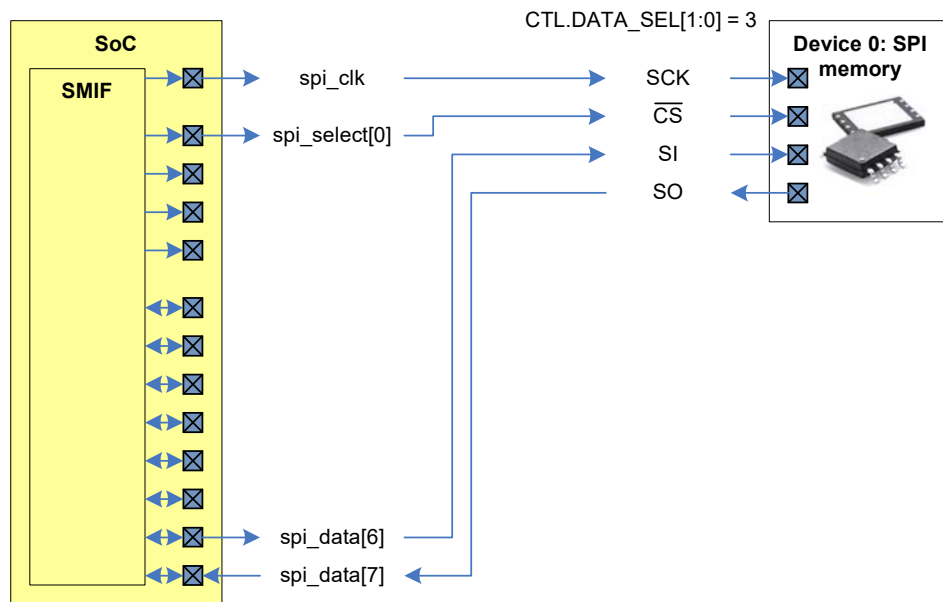 CTL.DATA_SEL[1:0] = 3
SoC
SMIF
spi_clk
SCK
spi_select[0]
CS
SI
SO
Device 0: SPI
memory
spi_data[6]
spi_data[7]